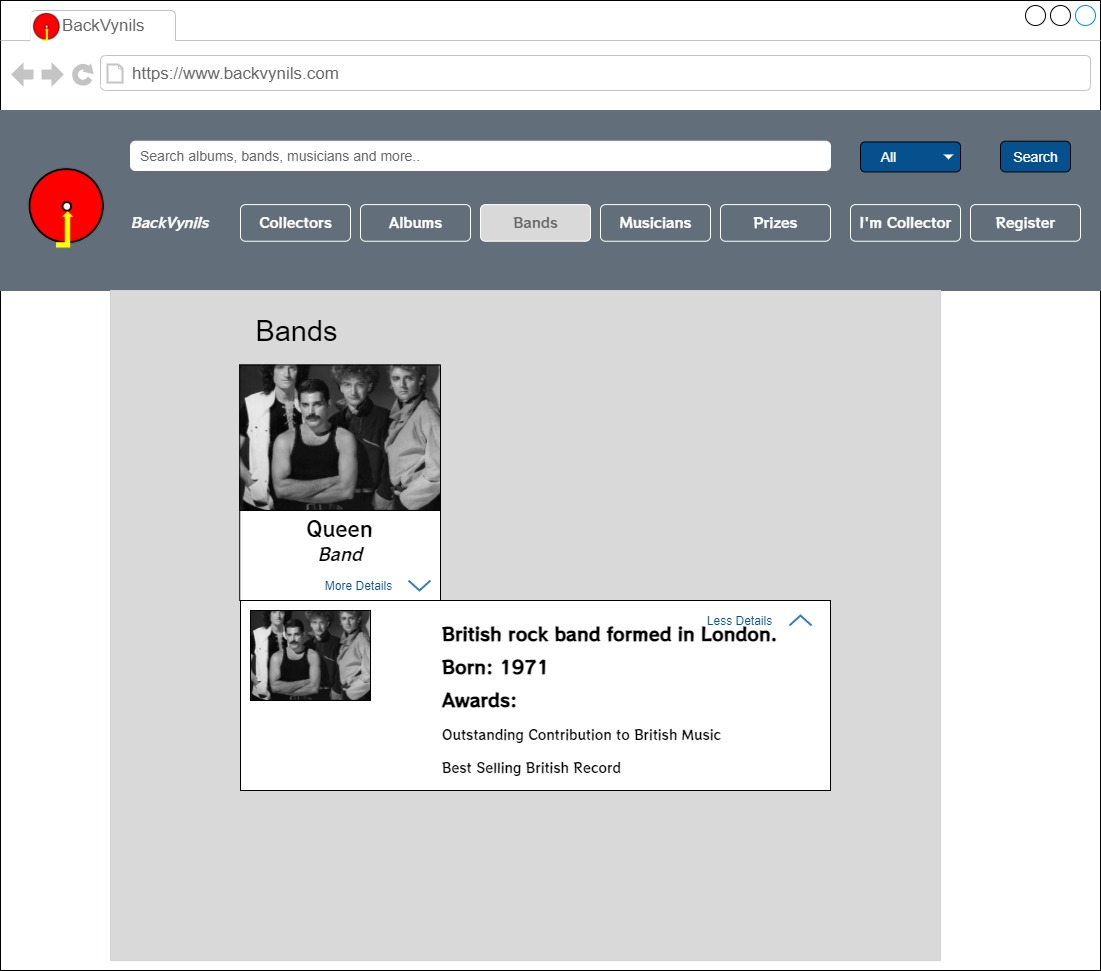 BackVynils
https://www.backvynils.com
Search albums, bands, musicians and more..
All
Search
BackVynils
Collectors
Albums
Bands
Musicians
Prizes
I'm Collector
Register
Bands
Queen
Band
More Details
Less Details
British rock band formed in London.
Born: 1971
Awards:
Outstanding Contribution to British Music
Best Selling British Record